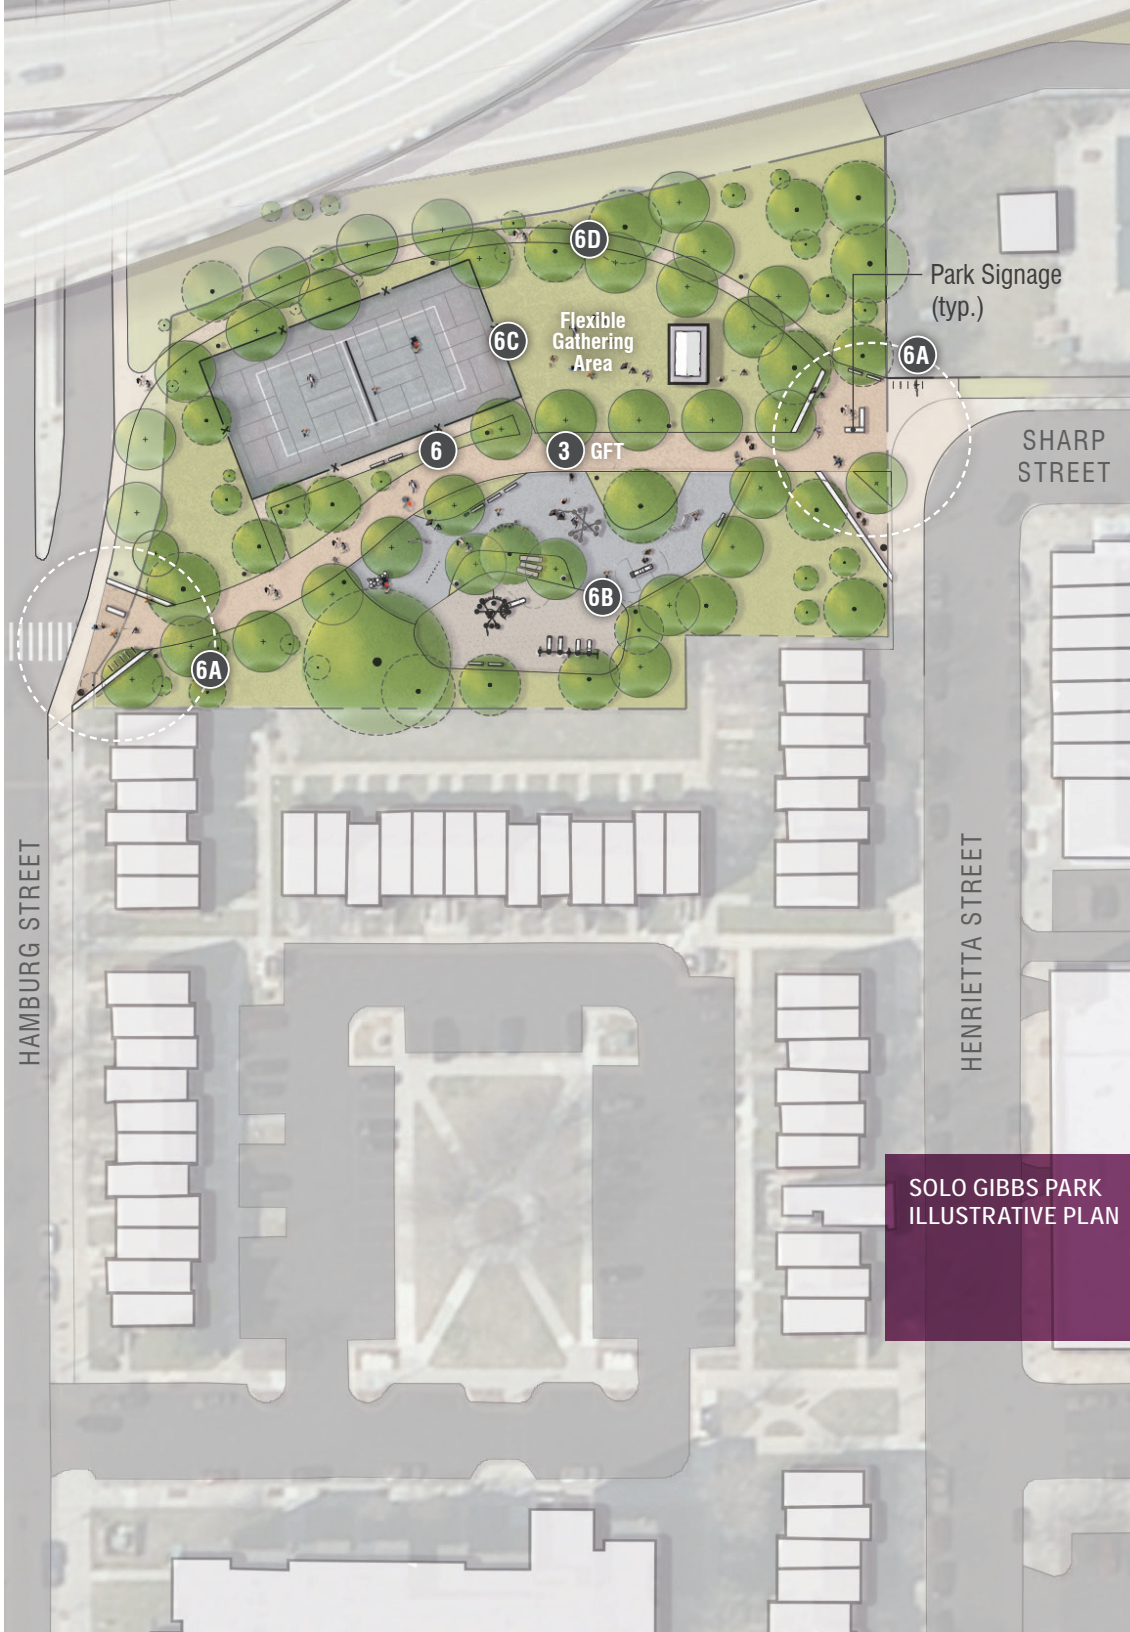 6D
Park Signage
(typ.)
Flexible
Gathering
Area
6C
6A
6
3 GFT
SHARP
STREET
6B
6A
HAMBURG STREET
HENRIETTA STREET
SOLO GIBBS PARK
ILLUSTRATIVE PLAN